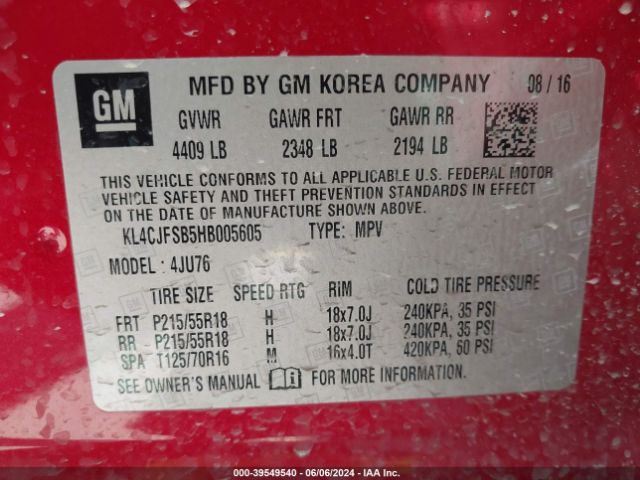 GM
MFD BY GM KOREA COMPANY 08 / 16
GVWR GAWR FRT GAWR RR
4409 LB 2348 LB 2194 LB
THIS VEHICLE CONFORMS TO ALL APPLICABLE U.S. FEDERAL MOTOR
VEHICLE SAFETY AND THEFT PREVENTION STANDARDS IN EFFECT
ON THE DATE OF MANUFACTURE SHOWN ABOVE.
KL4CJFSB5HB005605 TYPE: MPV
MODEL : 4JU76
TIRE SIZE SPEED RTG RIM COLD TIRE PRESSURE
FRT P215/55R18 H 18x7.0J 240KPA, 35 PSI
RR P215/55R18 H 18x7.0J 240KPA, 35 PSI
SPA T125/70R16 M 16x4.0T 420KPA, 60 PSI
SEE OWNER'S MANUAL FOR MORE INFORMATION.
000-39549540 - 06/06/2024 - IAA Inc.